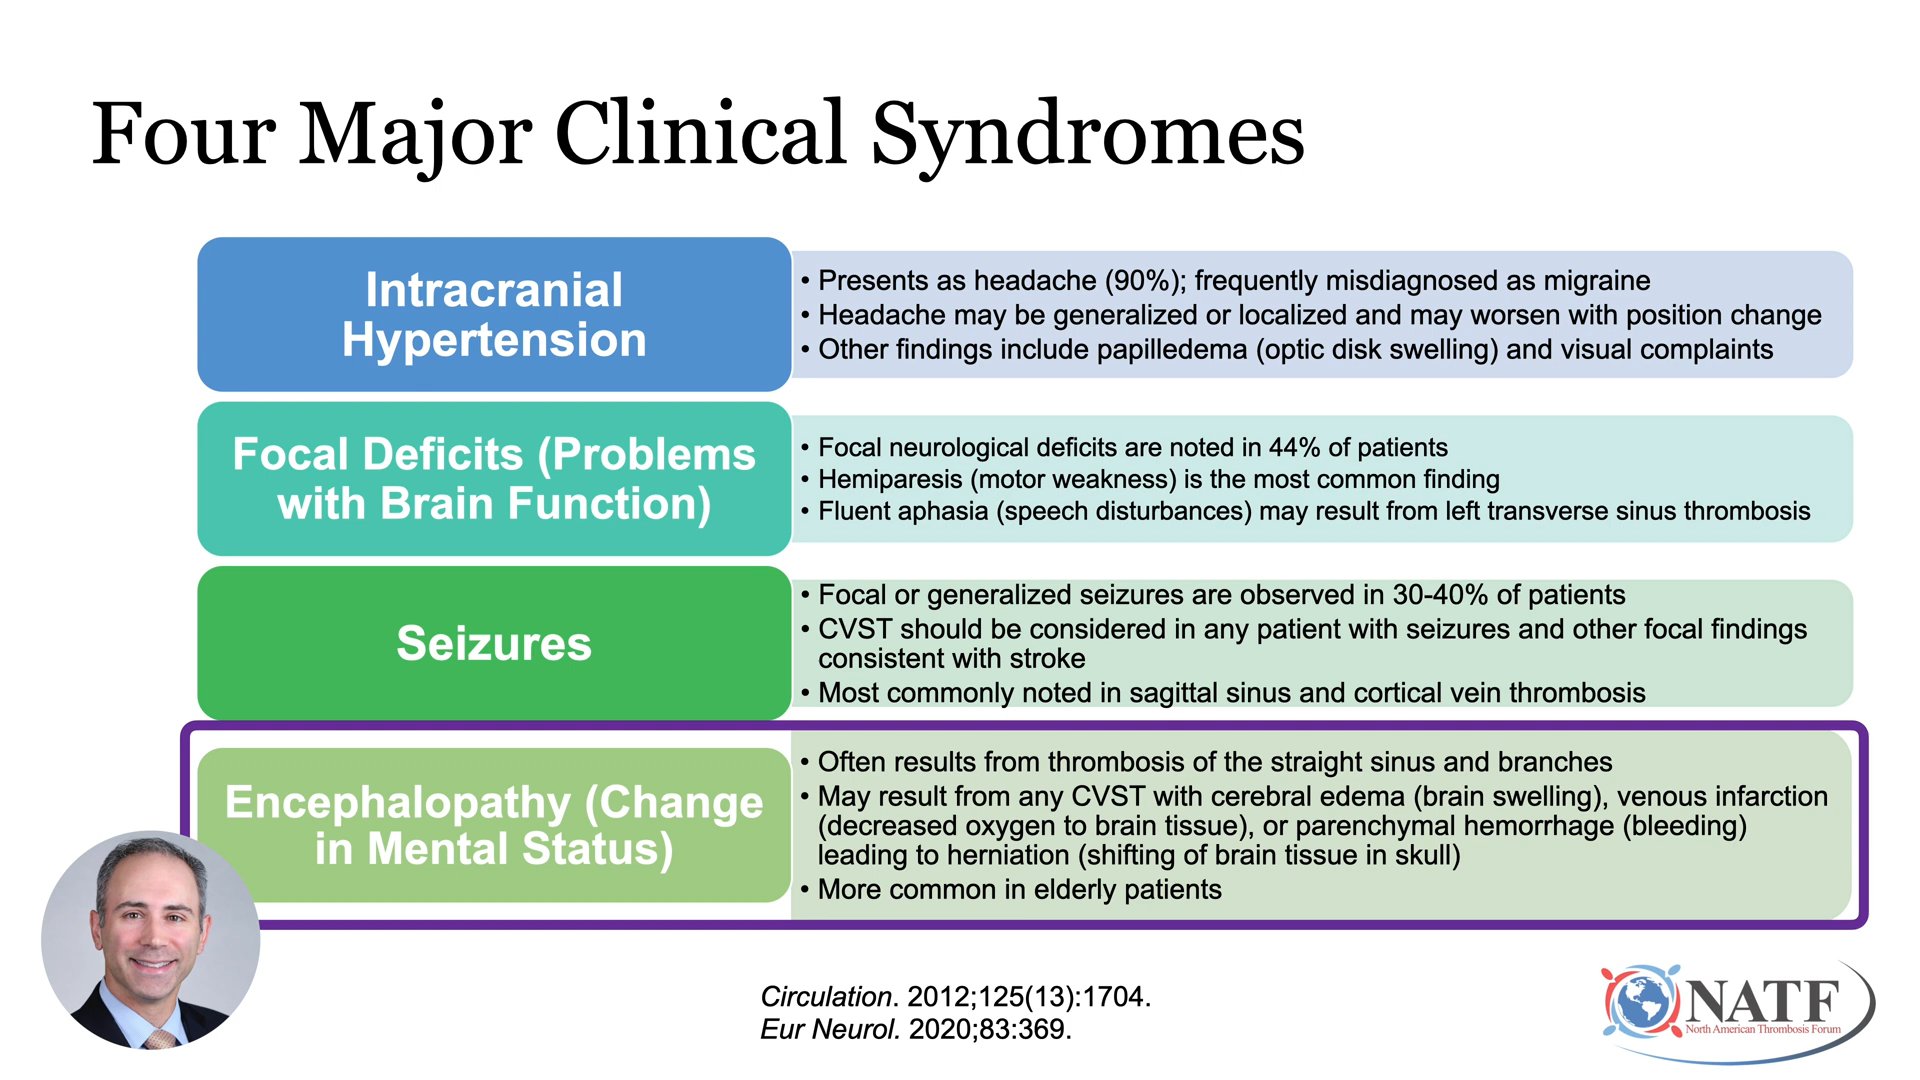 Four Major Clinical Syndromes
Intracranial
Hypertension
• Presents as headache (90%); frequently misdiagnosed as migraine
• Headache may be generalized or localized and may worsen with position change
• Other findings include papilledema (optic disk swelling) and visual complaints
Focal Deficits (Problems
with Brain Function)
• Focal neurological deficits are noted in 44% of patients
• Hemiparesis (motor weakness) is the most common finding
• Fluent aphasia (speech disturbances) may result from left transverse sinus thrombosis
Seizures
• Focal or generalized seizures are observed in 30-40% of patients
• CVST should be considered in any patient with seizures and other focal findings
consistent with stroke
• Most commonly noted in sagittal sinus and cortical vein thrombosis
Encephalopathy (Change
in Mental Status)
• Often results from thrombosis of the straight sinus and branches
• May result from any CVST with cerebral edema (brain swelling), venous infarction
(decreased oxygen to brain tissue), or parenchymal hemorrhage (bleeding)
leading to herniation (shifting of brain tissue in skull)
• More common in elderly patients
Circulation. 2012;125(13):1704.
Eur Neurol. 2020;83:369.
NATF
North American Thrombosis Forum